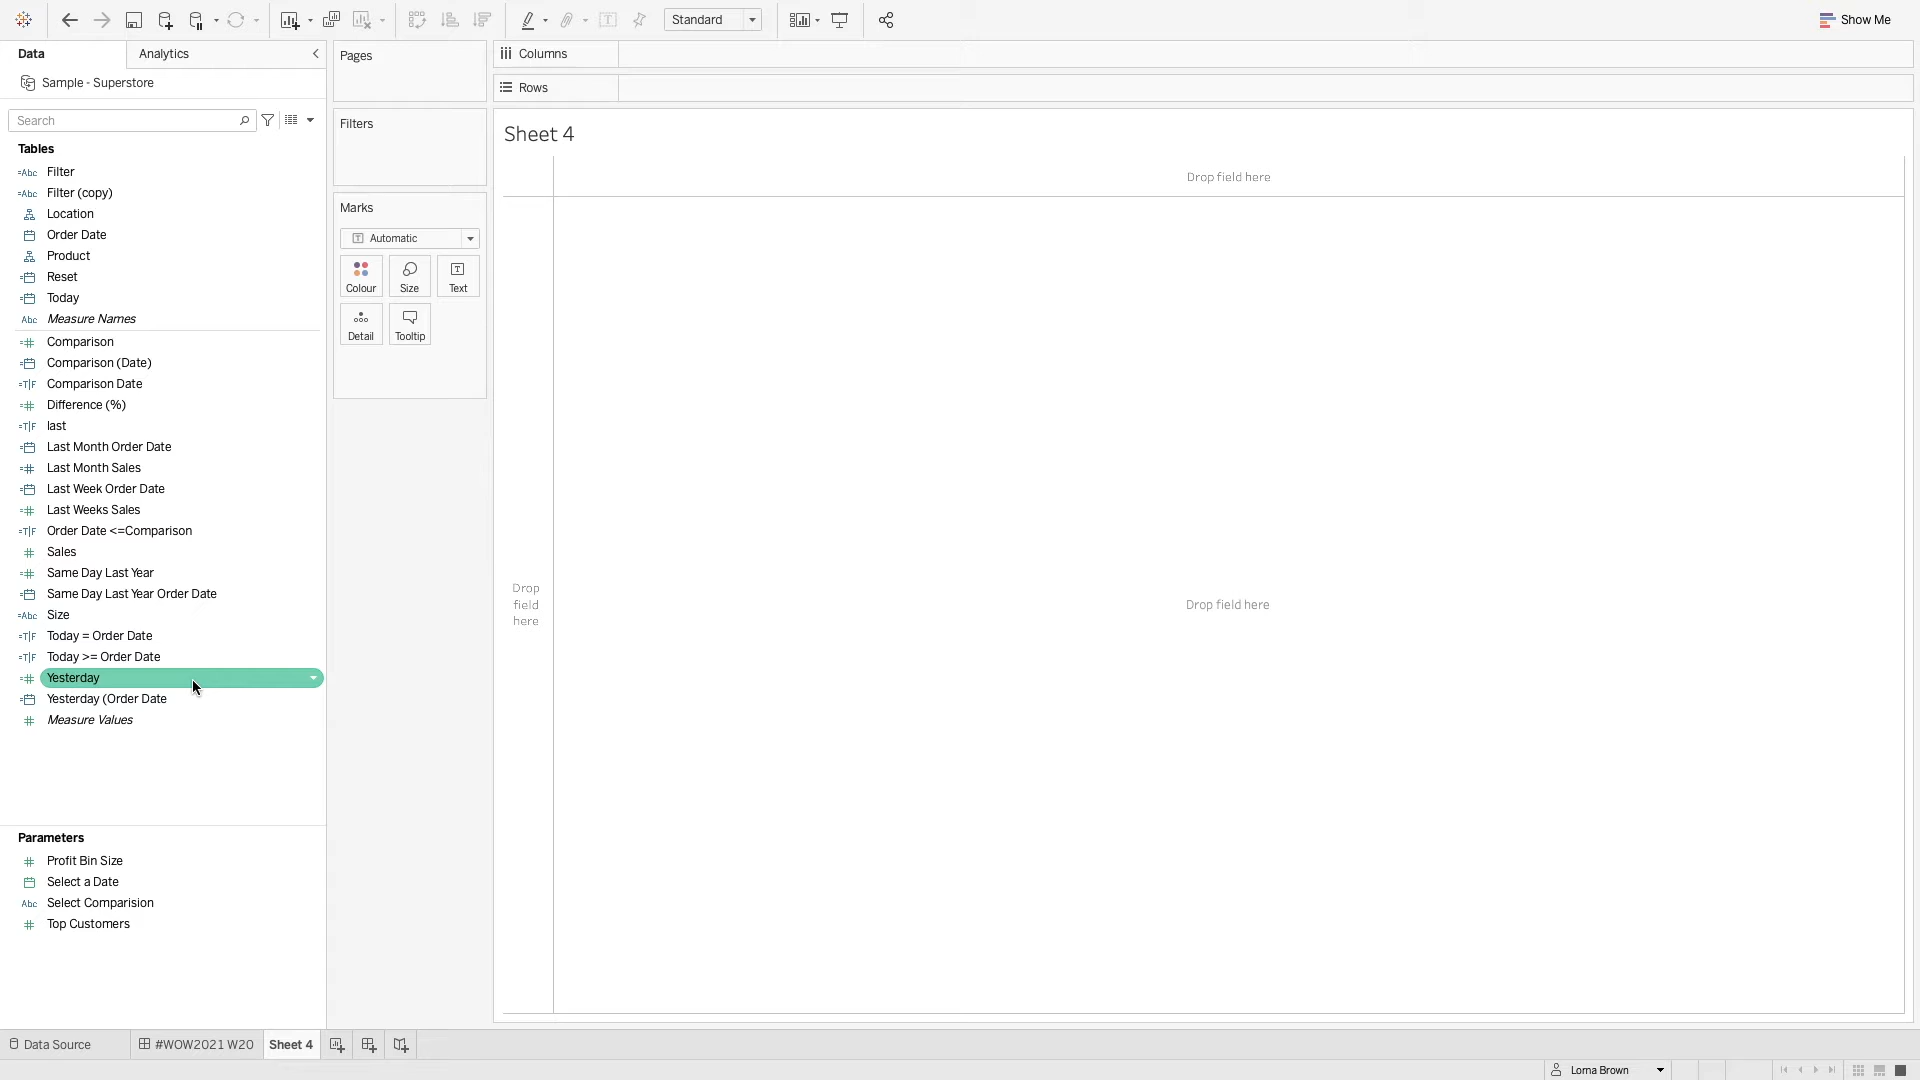 Standard
Show Me
Data
Analytics
Sample - Superstore
Search
Tables
=Abc Filter
=Abc Filter (copy)
Location
Order Date
Product
Reset
Today
Abc Measure Names
Comparison
Comparison (Date)
=T|F Comparison Date
Difference (%)
=T|F last
Last Month Order Date
Last Month Sales
Last Week Order Date
Last Weeks Sales
=T|F Order Date <=Comparison
Sales
Same Day Last Year
Same Day Last Year Order Date
=Abc Size
=T|F Today = Order Date
=T|F Today >= Order Date
Yesterday
Yesterday (Order Date
Measure Values
Parameters
Profit Bin Size
Select a Date
Abc Select Comparision
Top Customers
Pages
Filters
Marks
Automatic
Colour
Size
Text
Detail
Tooltip
Columns
Rows
Sheet 4
Drop field here
Drop
field
here
Drop field here
Data Source
#WOW2021 W20
Sheet 4
Lorna Brown